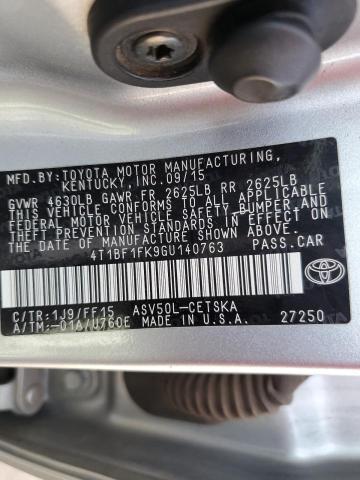 MFD. BY:TOYOTA MOTOR MANUFACTURING,
KENTUCKY, INC. 09/15
GVWR 4630LB GAWR FR 2625LB RR 2625LB
THIS VEHICLE CONFORMS TO ALL APPLICABLE
FEDERAL MOTOR VEHICLE SAFETY, BUMPER, AND
THEFT PREVENTION STANDARDS IN EFFECT ON
THE DATE OF MANUFACTURE SHOWN ABOVE.
4T1BF1FK9GU140763 PASS.CAR
C/TR:1J9/FF15 ASV50L-CETSKA
A/TM:-01A/U760E MADE IN U.S.A. 27250
TOYOTA